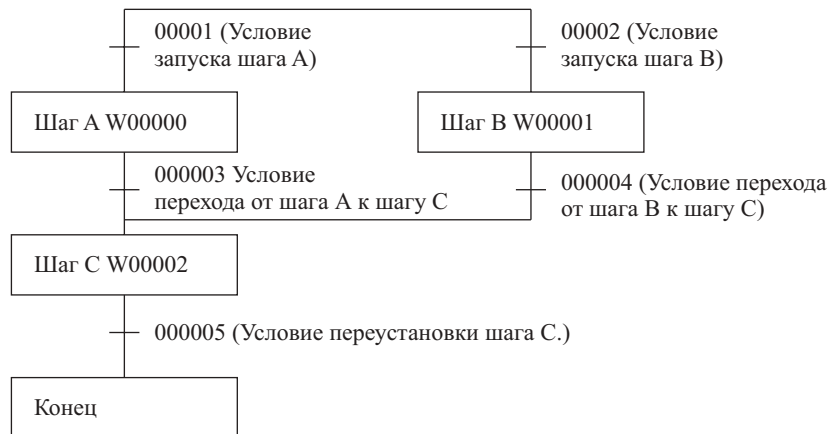 00001 (Условие
запуска шага A)
00002 (Условие
запуска шага B)
Шаг A W00000
Шаг B W00001
000003 Условие
перехода от шага A к шагу C
000004 (Условие перехода
от шага B к шагу C)
Шаг C W00002
000005 (Условие переустановки шага C.)
Конец